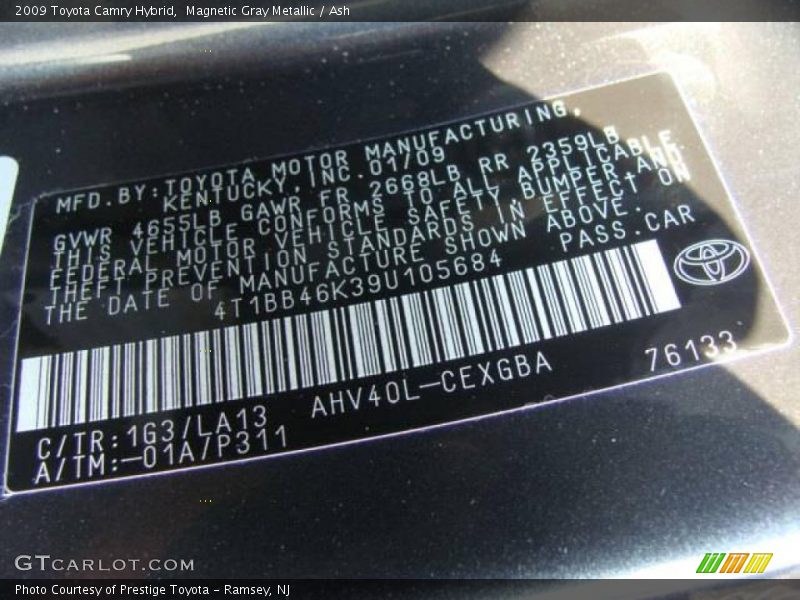 2009 Toyota Camry Hybrid,  Magnetic Gray Metallic / Ash
MFD.BY:TOYOTA MOTOR MANUFACTURING,
KENTUCKY,INC.01/09
GVWR 4655LB GAWR FR 2668LB RR 2359LB
THIS VEHICLE CONFORMS TO ALL APPLICABLE
FEDERAL MOTOR VEHICLE SAFETY,BUMPER,AND
THEFT PREVENTION STANDARDS IN EFFECT ON
THE DATE OF MANUFACTURE SHOWN ABOVE.
4T1BB46K39U105684 PASS.CAR
C/TR:1G3/LA13 AHV40L-CEXGBA 76133
A/TM:-01A/P311
GTCARLOT.COM
Photo Courtesy of Prestige Toyota - Ramsey, NJ